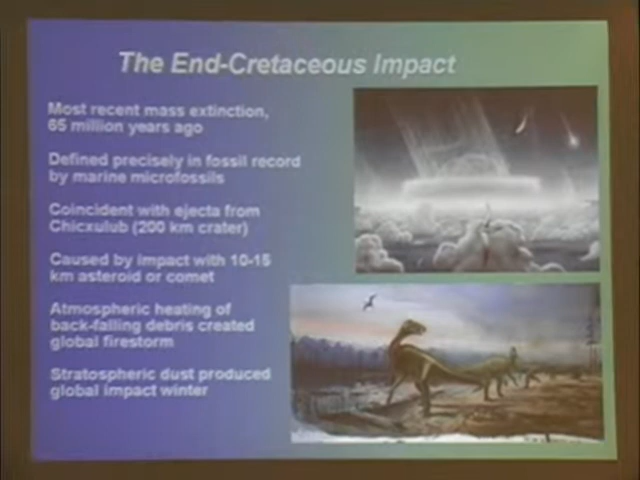 The End-Cretaceous Impact
Most recent mass extinction,
65 million years ago
Defined precisely in fossil record
by marine microfossils
Coincident with ejecta from
Chicxulub (200 km crater)
Caused by impact with 10-15
km asteroid or comet
Atmospheric heating of
back-falling debris created
global firestorm
Stratospheric dust produced
global impact winter